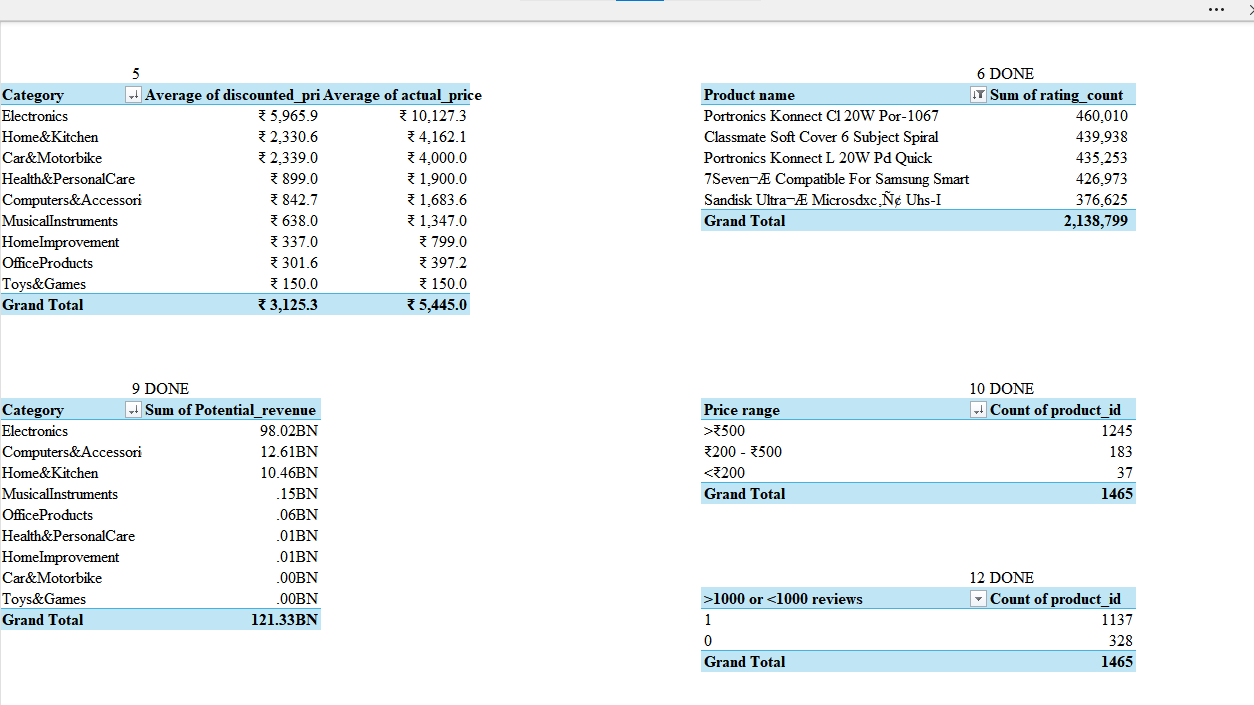 5
Category Average of discounted_pri Average of actual_price
Electronics ₹ 5,965.9 ₹ 10,127.3
Home&Kitchen ₹ 2,330.6 ₹ 4,162.1
Car&Motorbike ₹ 2,339.0 ₹ 4,000.0
Health&PersonalCare ₹ 899.0 ₹ 1,900.0
Computers&Accessori ₹ 842.7 ₹ 1,683.6
MusicalInstruments ₹ 638.0 ₹ 1,347.0
HomeImprovement ₹ 337.0 ₹ 799.0
OfficeProducts ₹ 301.6 ₹ 397.2
Toys&Games ₹ 150.0 ₹ 150.0
Grand Total ₹ 3,125.3 ₹ 5,445.0
6 DONE
Product name Sum of rating_count
Portronics Konnect Cl 20W Por-1067 460,010
Classmate Soft Cover 6 Subject Spiral 439,938
Portronics Konnect L 20W Pd Quick 435,253
7Seven¬Æ Compatible For Samsung Smart 426,973
Sandisk Ultra¬Æ Microsdxc‚Ñ¢ Uhs-I 376,625
Grand Total 2,138,799
9 DONE
Category Sum of Potential_revenue
Electronics 98.02BN
Computers&Accessori 12.61BN
Home&Kitchen 10.46BN
MusicalInstruments .15BN
OfficeProducts .06BN
Health&PersonalCare .01BN
HomeImprovement .01BN
Car&Motorbike .00BN
Toys&Games .00BN
Grand Total 121.33BN
10 DONE
Price range Count of product_id
>₹500 1245
₹200 - ₹500 183
<₹200 37
Grand Total 1465
12 DONE
>1000 or <1000 reviews Count of product_id
1 1137
0 328
Grand Total 1465